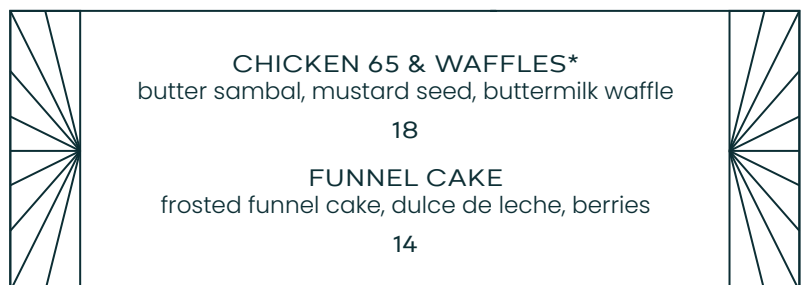 CHICKEN 65 & WAFFLES*
butter sambal, mustard seed, buttermilk waffle
18
FUNNEL CAKE
frosted funnel cake, dulce de leche, berries
14